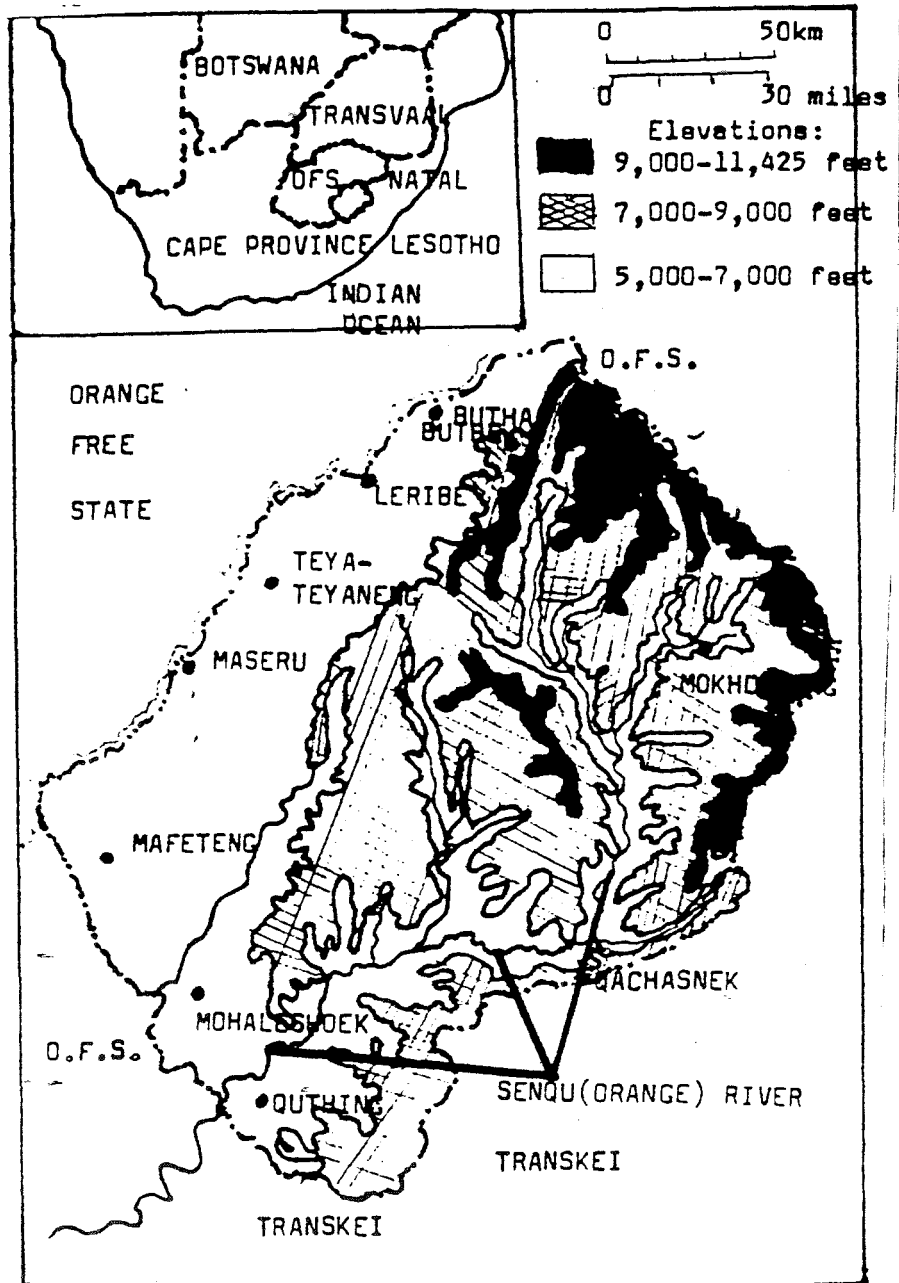 BOTSWANA
TRANSVAAL
OFS NATAL
CAPE PROVINCE LESOTHO
INDIAN
OCEAN
0 50km
0 30 miles
Elevations:
9,000-11,425 feet
7,000-9,000 feet
5,000-7,000 feet
O.F.S.
ORANGE
FREE
STATE
BUTHA
LERIBE
TEYA-
TEYANENG
MASERU
MAFETENG
QACHASNEK
O.F.S.
QUTHING
SENQU(ORANGE) RIVER
TRANSKEI
TRANSKEI